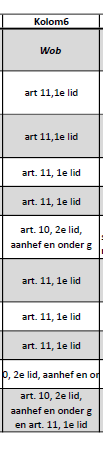 Kolom6
Wob
art 11,1e lid
art 11,1e lid
art. 11, 1e lid
art. 11, 1e lid
art. 10, 2e lid,
aanhef en onder g
art. 11, 1e lid
art. 11, 1e lid
art. 11, 1e lid
0, 2e lid, aanhef en
art. 10, 2e lid,
aanhef en onder g
en art. 11, 1e lid